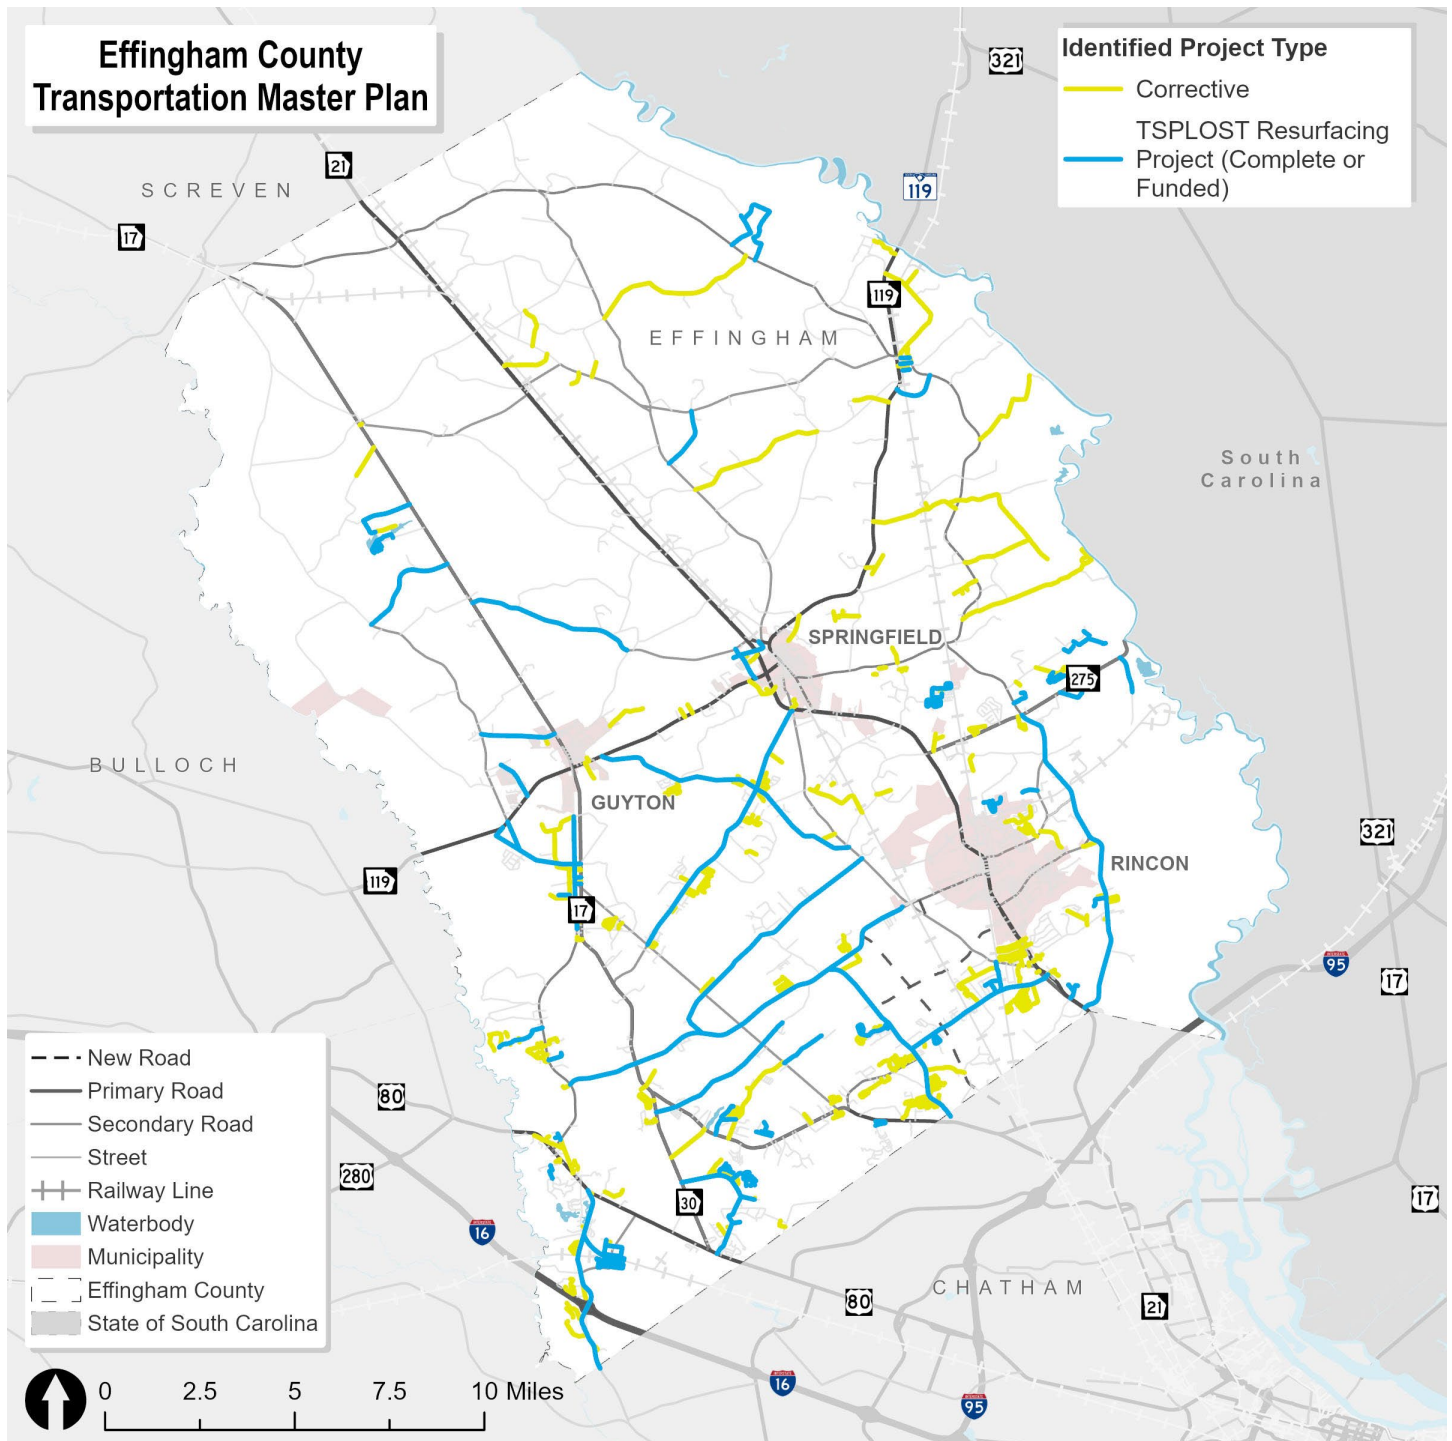 Effingham County
Transportation Master Plan
Identified Project Type
Corrective
TSPLOST Resurfacing
Project (Complete or
Funded)
321
21
SCREVEN
119
17
119
EFFINGHAM
South
Carolina
SPRINGFIELD
275
BULLOCH
GUYTON
321
RINCON
119
17
95
17
New Road
Primary Road
Secondary Road
Street
Railway Line
Waterbody
Municipality
Effingham County
State of South Carolina
80
280
30
17
16
CHATHAM
80
21
16
95
0 2.5 5 7.5 10 Miles